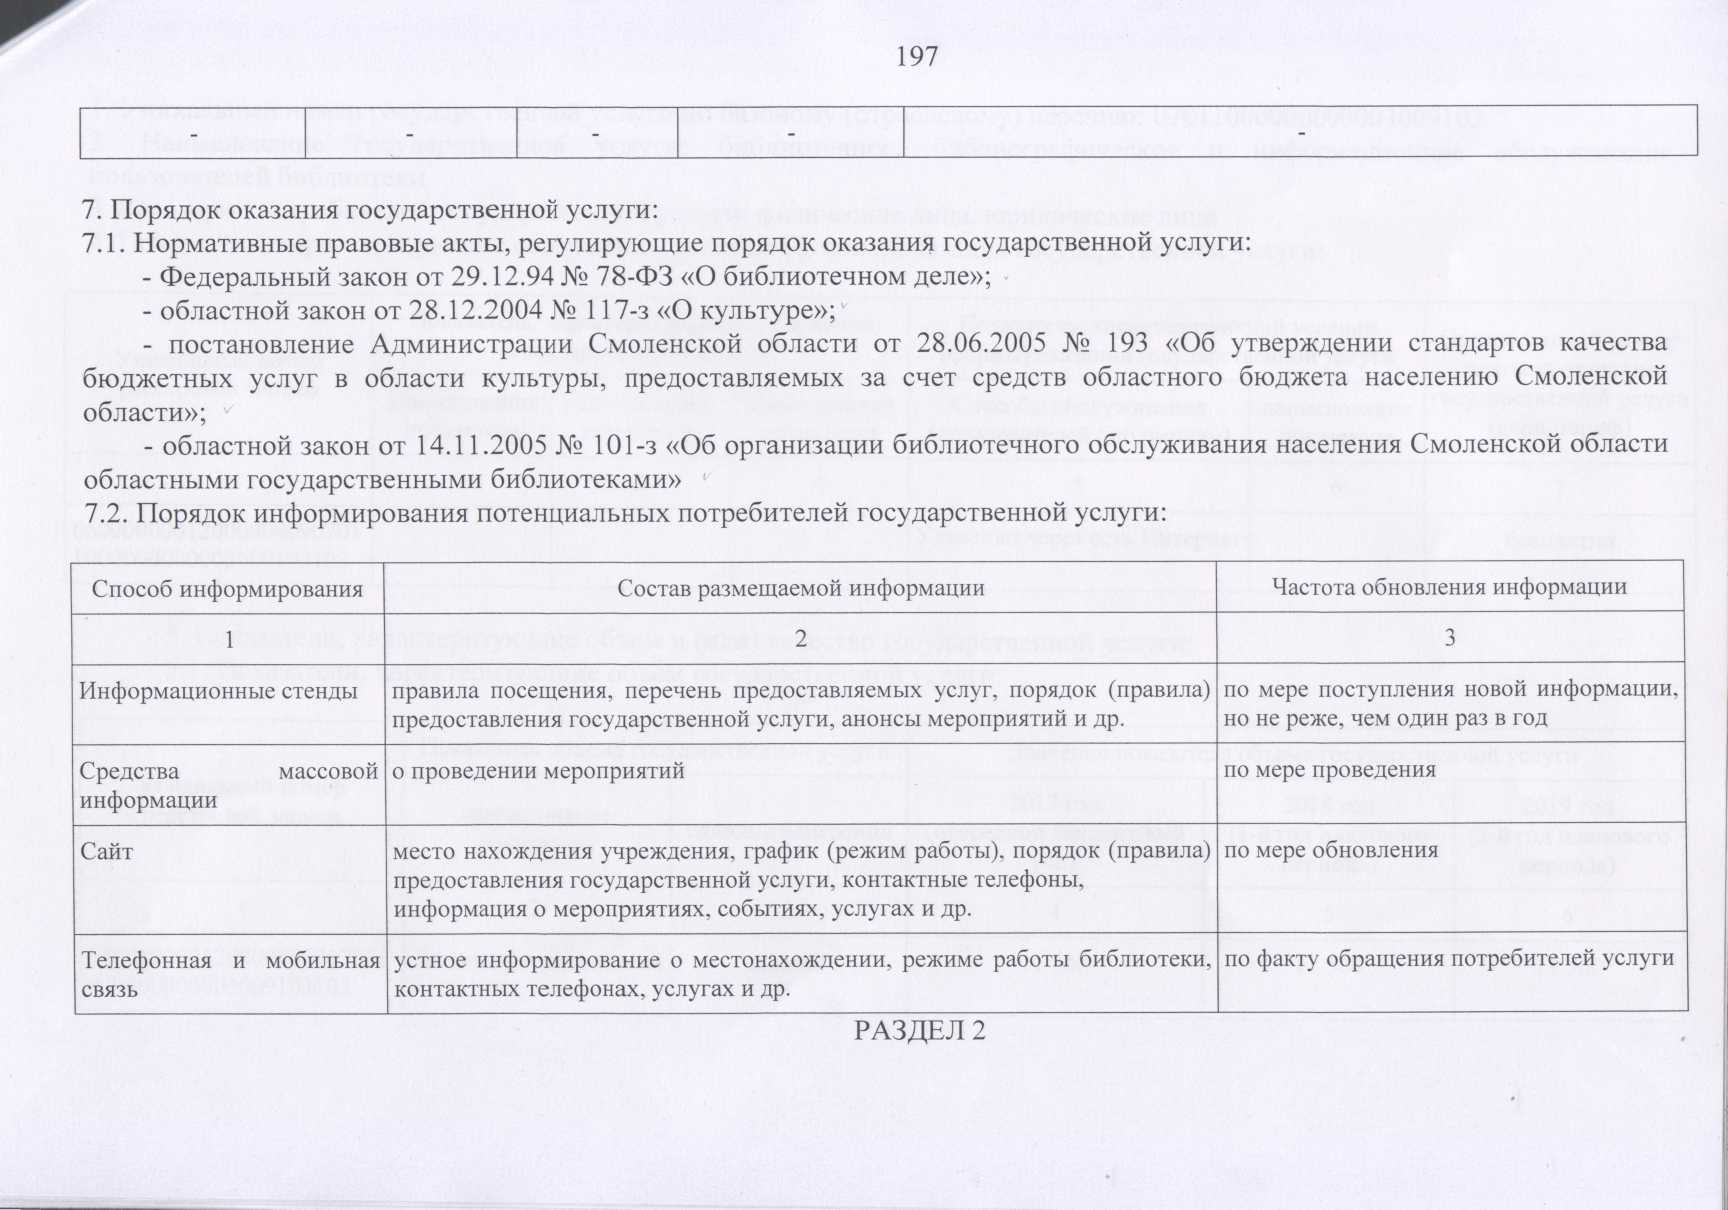 197
- - - - -
7. Порядок оказания государственной услуги:
7.1. Нормативные правовые акты, регулирующие порядок оказания государственной услуги:
- Федеральный закон от 29.12.94 № 78-ФЗ «О библиотечном деле»;
- областной закон от 28.12.2004 № 117-з «О культуре»;
- постановление Администрации Смоленской области от 28.06.2005 № 193 «Об утверждении стандартов качества
бюджетных услуг в области культуры, предоставляемых за счет средств областного бюджета населению Смоленской
области»;
- областной закон от 14.11.2005 № 101-з «Об организации библиотечного обслуживания населения Смоленской области
областными государственными библиотеками»
7.2. Порядок информирования потенциальных потребителей государственной услуги:
Способ информирования Состав размещаемой информации Частота обновления информации
1 2 3
Информационные стенды правила посещения, перечень предоставляемых услуг, порядок (правила) по мере поступления новой информации,
предоставления государственной услуги, анонсы мероприятий и др. но не реже, чем один раз в год
Средства массовой о проведении мероприятий по мере проведения
информации
Сайт место нахождения учреждения, график (режим работы), порядок (правила) по мере обновления
предоставления государственной услуги, контактные телефоны,
информация о мероприятиях, событиях, услугах и др.
Телефонная и мобильная устное информирование о местонахождении, режиме работы библиотеки, по факту обращения потребителей услуги
связь контактных телефонах, услугах и др.
РАЗДЕЛ 2